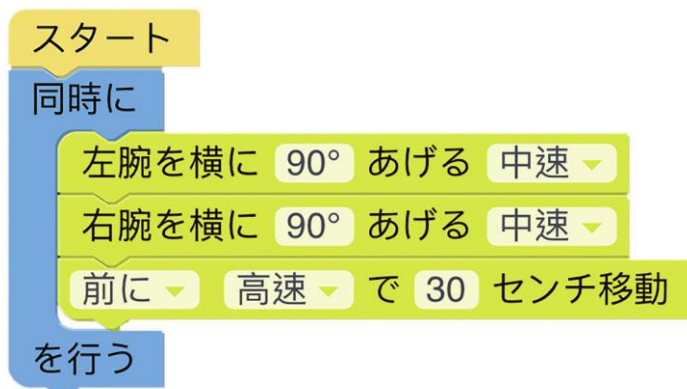 スタート
同時に
左腕を横に 90° あげる 中速
右腕を横に 90° あげる 中速
前に 高速 で 30 センチ移動
を行う